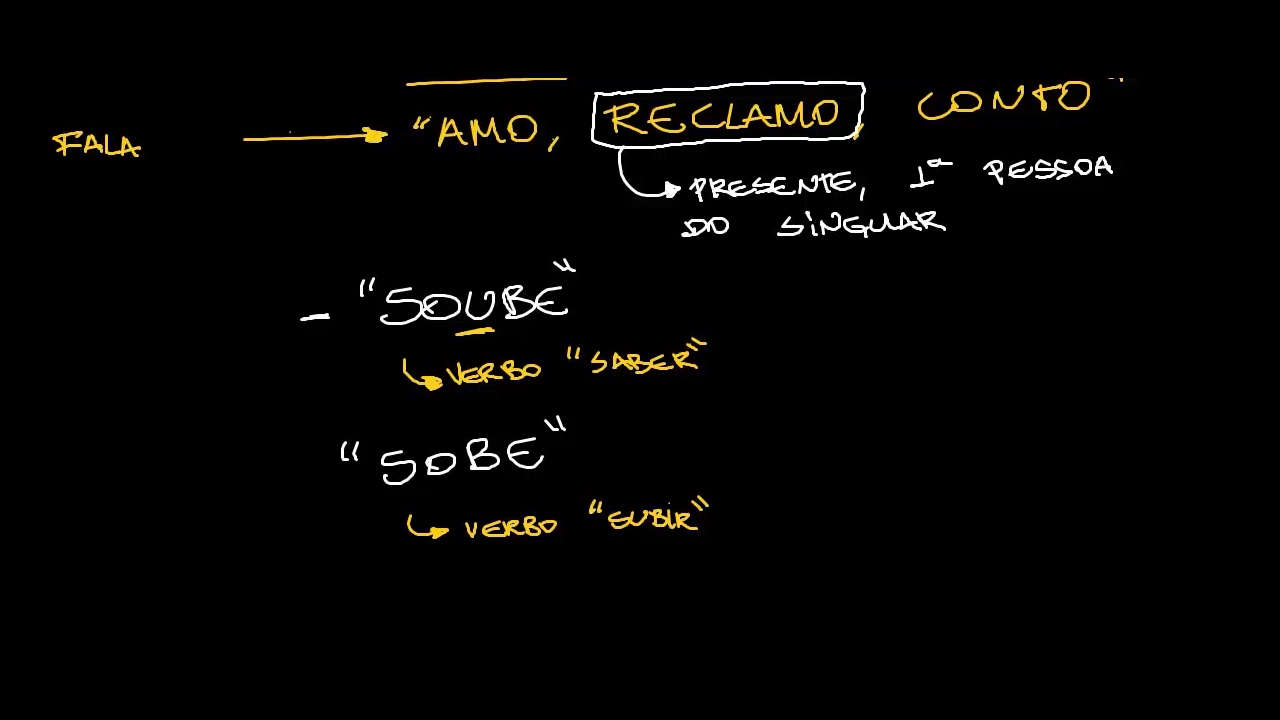 FALA → "AMO, RECLAMO, CONTO"
PRESENTE, 1ª PESSOA
DO SINGULAR
- "SOUBE"
VERBO "SABER"
"SOBE"
VERBO "SUBIR"